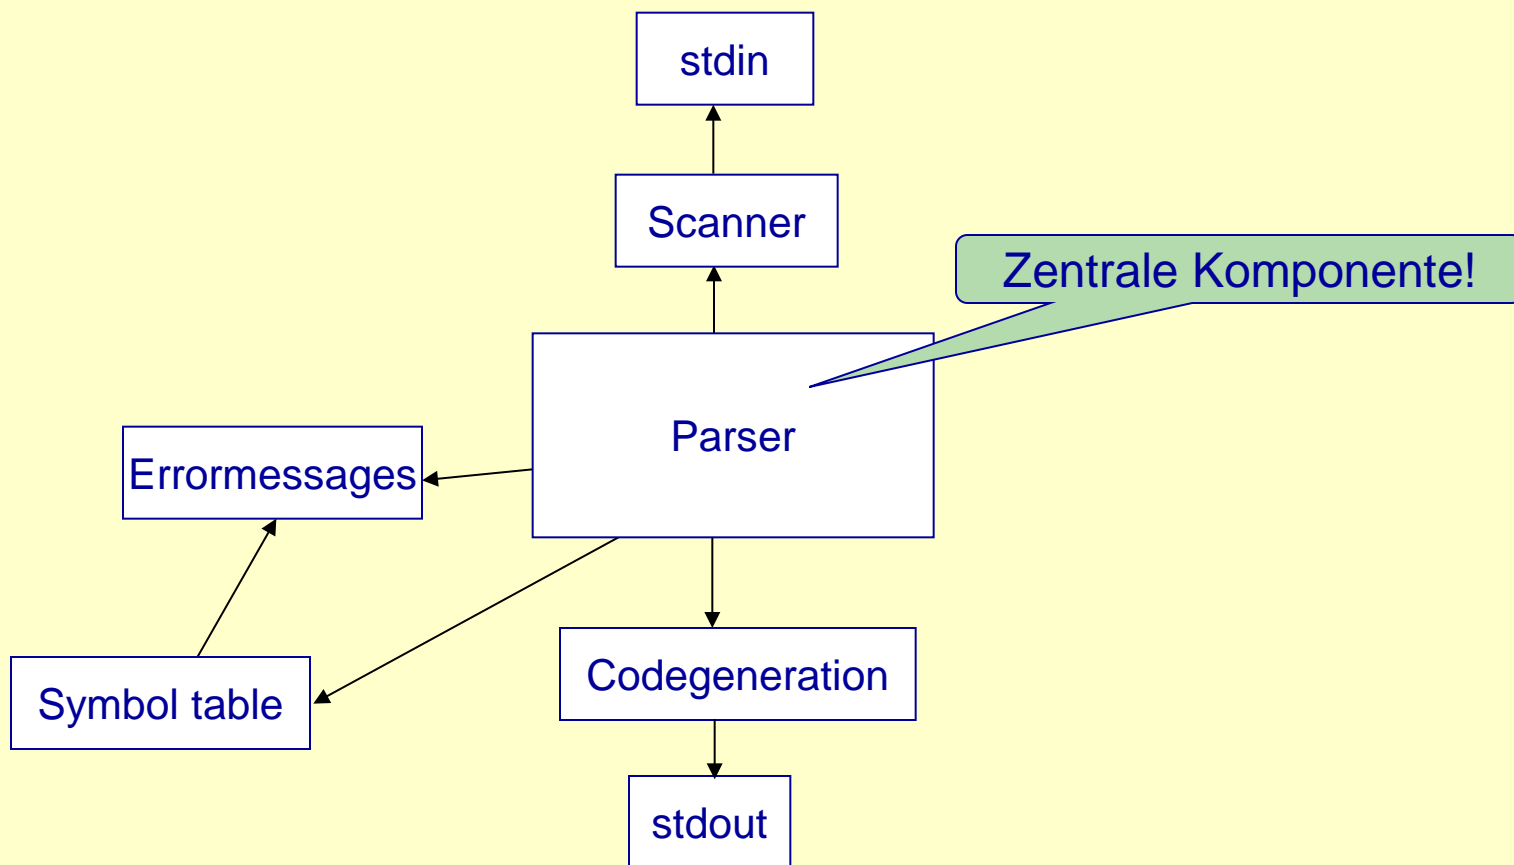 stdin
Scanner
Zentrale Komponente!
Parser
Errormessages
Codegeneration
Symbol table
stdout